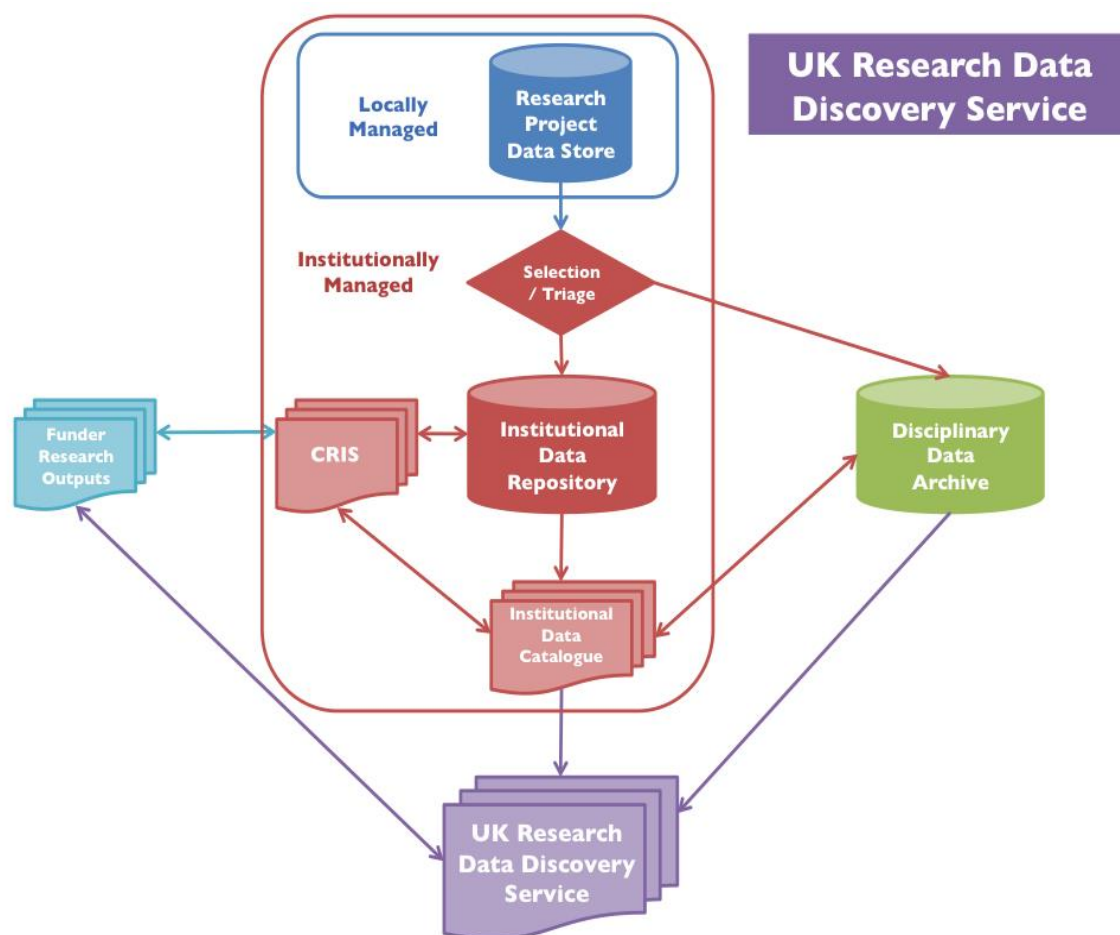 UK Research Data
Discovery Service
Locally
Managed
Research
Project
Data Store
Institutionally
Managed
Selection
/ Triage
Funder
Research
Outputs
CRIS
Institutional
Data
Repository
Disciplinary
Data
Archive
Institutional
Data
Catalogue
UK Research
Data Discovery
Service